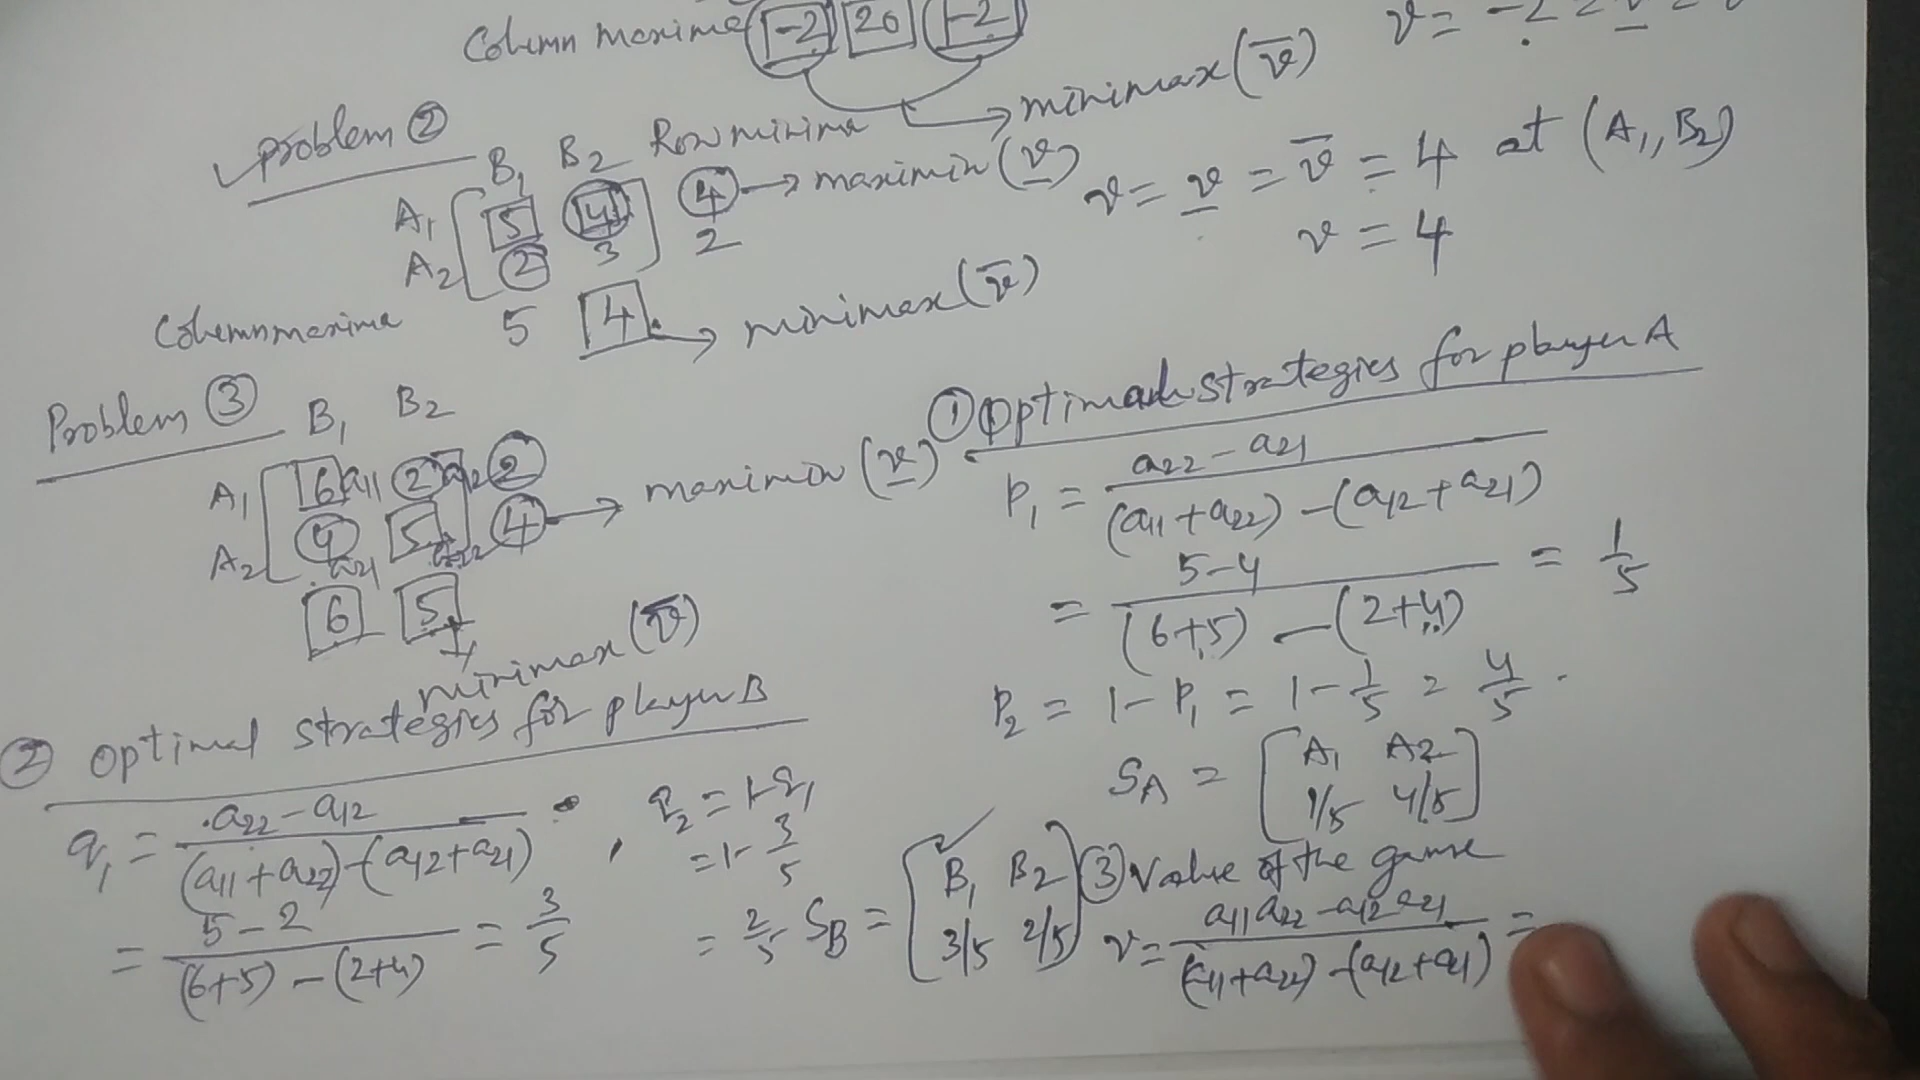 Column maxima -2 20 -2
minimax (v̅)
Problem ②
B1 B2 Row minima
A1 5 4 4 → maximin (v̲)
A2 2 3 2
Column maxima 5 4 → minimax (v̅)
v = v̲ = v̅ = 4 at (A1, B2)
v = 4
Problem ③
B1 B2
A1 6 a11 2 a12 2
A2 4 a21 5 a22 4 → maximin (v̲)
6 5
minimax (v̅)
① Optimal strategies for player A
P1 = a22 - a21 / (a11 + a22) - (a12 + a21)
= 5-4 / (6+5) - (2+4) = 1/5
P2 = 1 - P1 = 1 - 1/5 = 4/5
SA = [A1 A2
1/5 4/5]
② Optimal strategies for player B
q1 = a22 - a12 / (a11 + a22) - (a12 + a21) , q2 = 1-q1
= 1- 3/5
= 5-2 / (6+5) - (2+4) = 3/5
= 2/5 SB = [B1 B2
3/5 2/5]
③ Value of the game
v = a11 a22 - a12 a21 / (a11 + a22) - (a12 + a21) =